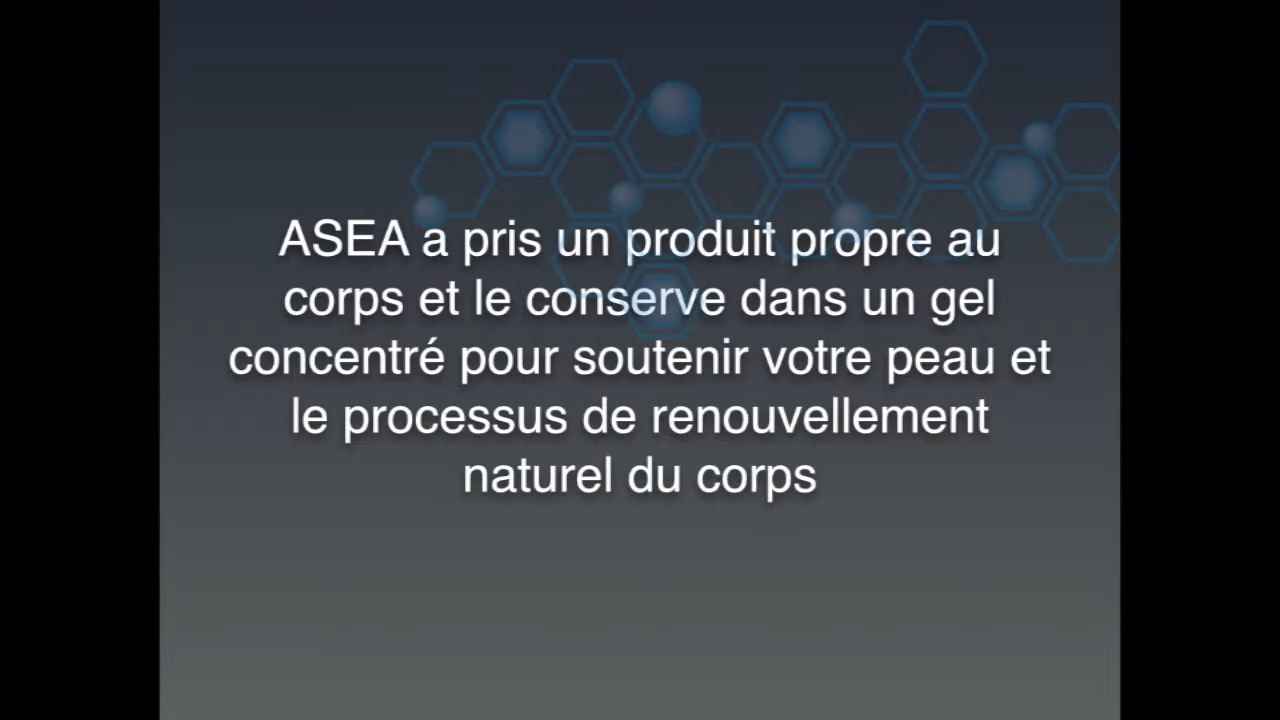 ASEA a pris un produit propre au
corps et le conserve dans un gel
concentré pour soutenir votre peau et
le processus de renouvellement
naturel du corps